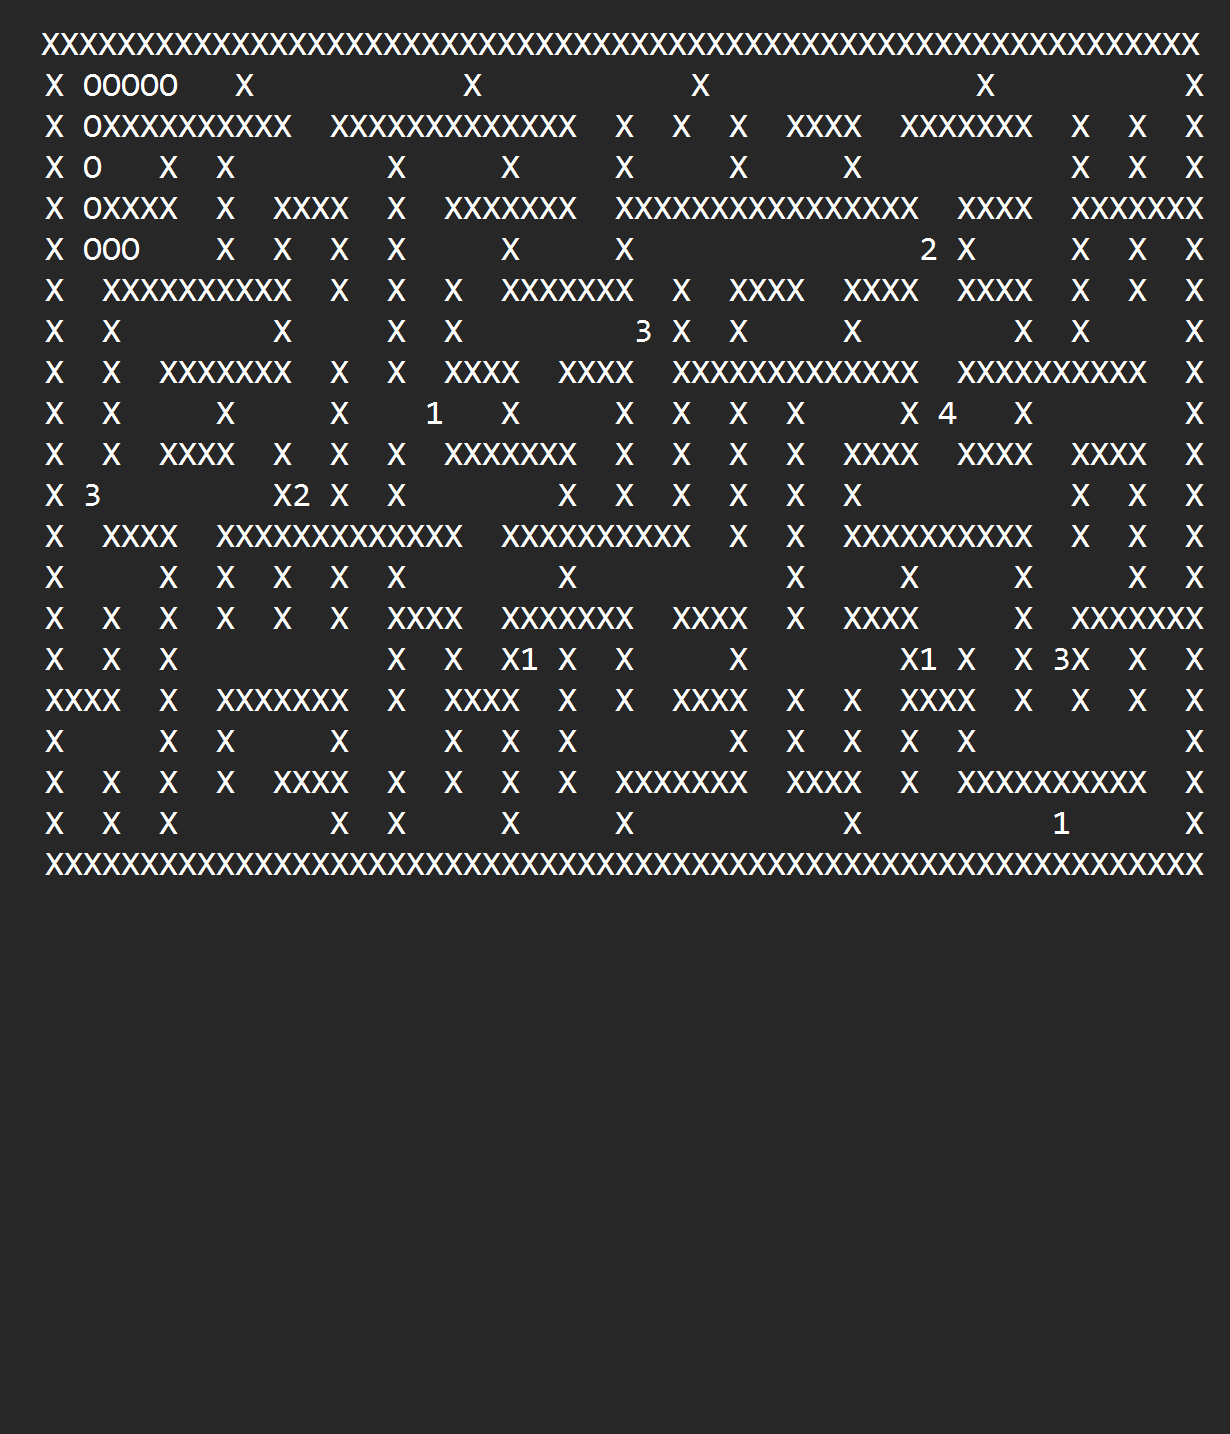 XXXXXXXXXXXXXXXXXXXXXXXXXXXXXXXXXXXXXXXXXXXXXXXXXXXXXXXXXXXXX
X OOOOO   X           X           X              X          X
X OXXXXXXXXXX  XXXXXXXXXXXXX  X  X  X  XXXX  XXXXXXX  X  X  X
X O   X  X        X     X     X     X     X           X  X  X
X OXXXX  X  XXXX  X  XXXXXXX  XXXXXXXXXXXXXXXX  XXXX  XXXXXXX
X OOO    X  X  X  X     X     X               2 X     X  X  X
X  XXXXXXXXXX  X  X  X  XXXXXXX  X  XXXX  XXXX  XXXX  X  X  X
X  X        X     X  X         3 X  X     X        X  X     X
X  X  XXXXXXX  X  X  XXXX  XXXX  XXXXXXXXXXXXX  XXXXXXXXXX  X
X  X     X     X    1   X     X  X  X  X     X 4   X        X
X  X  XXXX  X  X  X  XXXXXXX  X  X  X  X  XXXX  XXXX  XXXX  X
X 3         X2 X  X        X  X  X  X  X  X           X  X  X
X  XXXX  XXXXXXXXXXXXX  XXXXXXXXXX  X  X  XXXXXXXXXX  X  X  X
X     X  X  X  X  X        X           X     X     X     X  X
X  X  X  X  X  X  XXXX  XXXXXXX  XXXX  X  XXXX     X  XXXXXXX
X  X  X           X  X  X1 X  X     X        X1 X  X 3X  X  X
XXXX  X  XXXXXXX  X  XXXX  X  X  XXXX  X  X  XXXX  X  X  X  X
X     X  X     X     X  X  X        X  X  X  X  X           X
X  X  X  X  XXXX  X  X  X  X  XXXXXXX  XXXX  X  XXXXXXXXXX  X
X  X  X        X  X     X     X           X          1      X
XXXXXXXXXXXXXXXXXXXXXXXXXXXXXXXXXXXXXXXXXXXXXXXXXXXXXXXXXXXXX